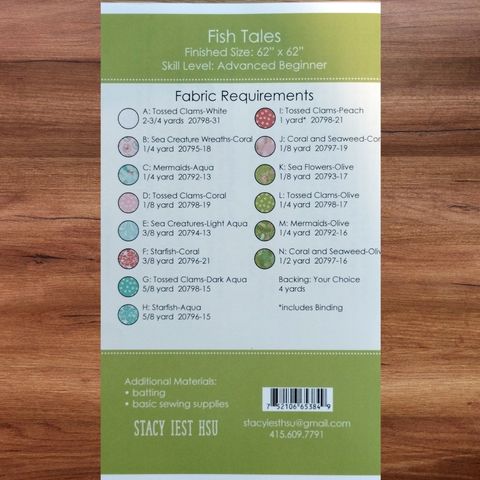 Fish Tales
Finished Size: 62" x 62"
Skill Level: Advanced Beginner
Fabric Requirements
A: Tossed Clams-White
2-3/4 yards 20798-31
B: Sea Creature Wreaths-Coral
1/4 yard 20795-18
C: Mermaids-Aqua
1/4 yard 20792-13
D: Tossed Clams-Coral
1/8 yard 20798-19
E: Sea Creatures-Light Aqua
3/8 yard 20794-13
F: Starfish-Coral
3/8 yard 20796-21
G: Tossed Clams-Dark Aqua
5/8 yard 20798-15
H: Starfish-Aqua
5/8 yard 20796-15
I: Tossed Clams-Peach
1 yard* 20798-21
J: Coral and Seaweed-Cor
1/8 yard 20797-19
K: Sea Flowers-Olive
1/8 yard 20793-17
L: Tossed Clams-Olive
1/4 yard 20798-17
M: Mermaids-Olive
1/4 yard 20792-16
N: Coral and Seaweed-Oliv
1/2 yard 20797-16
Backing: Your Choice
4 yards
*includes Binding
Additional Materials:
• batting
• basic sewing supplies
STACY IEST HSU
7 52106 65384 9
stacyiesthsu@gmail.com
415.609.7791